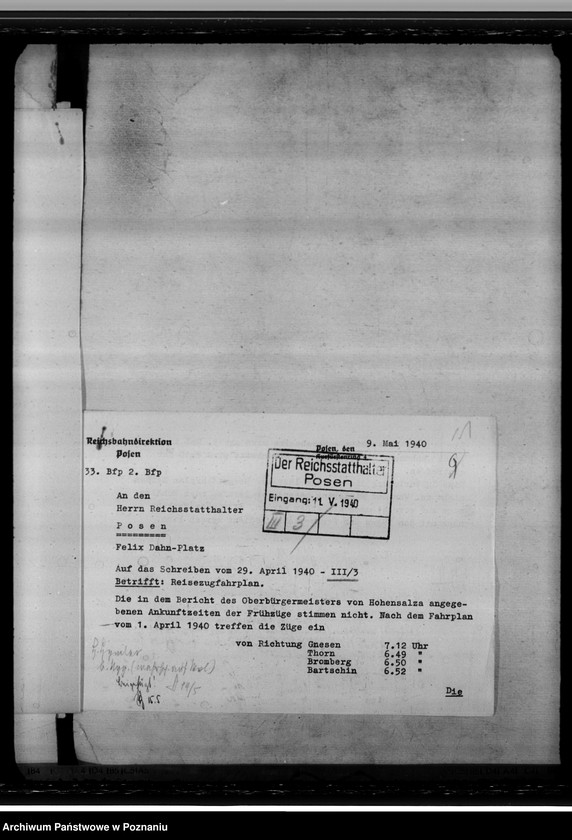 Reichsbahndirektion
Posen
Posen, den 9. Mai 1940
33. Bfp 2. Bfp
Der Reichsstatthalter
Posen
Eingang: 11. V. 1940
III 3
An den
Herrn Reichsstatthalter
P o s e n
=========
Felix Dahn-Platz
Auf das Schreiben vom 29. April 1940 - III/3
Betrifft: Reisezugfahrplan.
Die in dem Bericht des Oberbürgermeisters von Hohensalza angege-
benen Ankunftzeiten der Frühzüge stimmen nicht. Nach dem Fahrplan
vom 1. April 1940 treffen die Züge ein
von Richtung Gnesen 7.12 Uhr
Thorn 6.49 "
Bromberg 6.50 "
Bartschin 6.52 "
Die
15.5
Archiwum Państwowe w Poznaniu